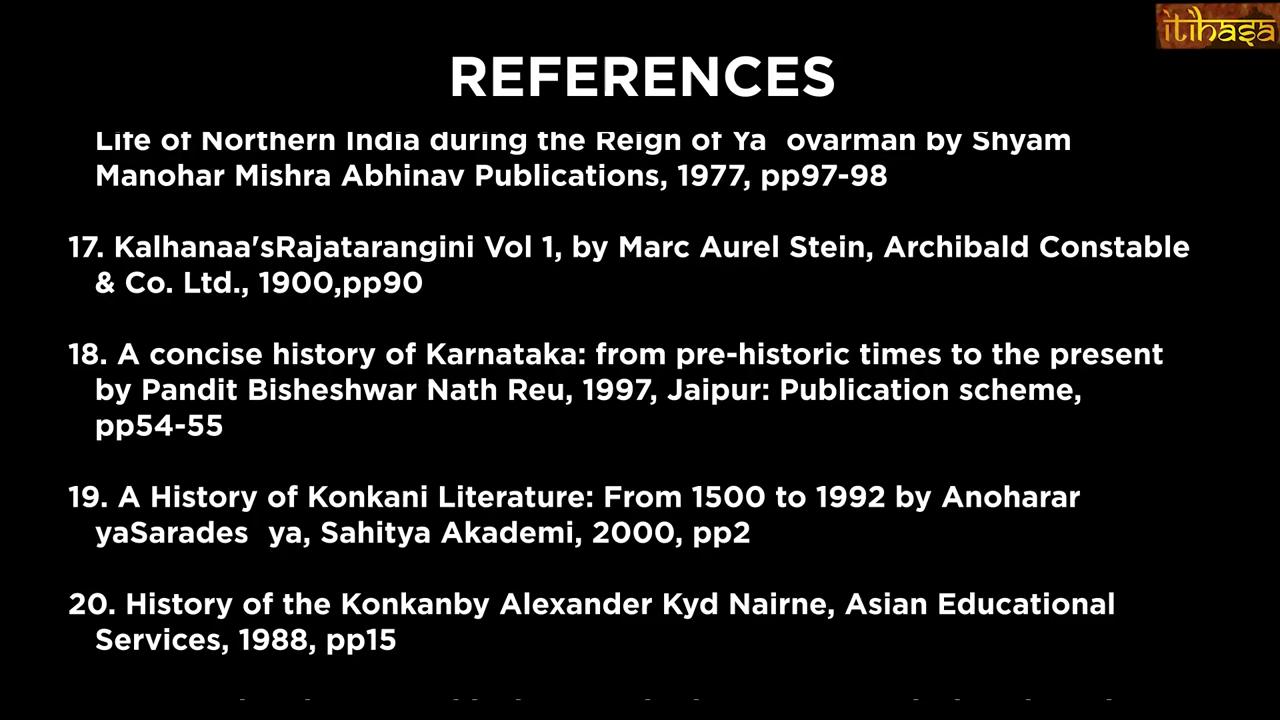 itihasa
REFERENCES
Life of Northern India during the Reign of Ya ovarman by Shyam
Manohar Mishra Abhinav Publications, 1977, pp97-98
17. Kalhanaa'sRajatarangini Vol 1, by Marc Aurel Stein, Archibald Constable
& Co. Ltd., 1900,pp90
18. A concise history of Karnataka: from pre-historic times to the present
by Pandit Bisheshwar Nath Reu, 1997, Jaipur: Publication scheme,
pp54-55
19. A History of Konkani Literature: From 1500 to 1992 by Anoharar
yaSarades ya, Sahitya Akademi, 2000, pp2
20. History of the Konkanby Alexander Kyd Nairne, Asian Educational
Services, 1988, pp15